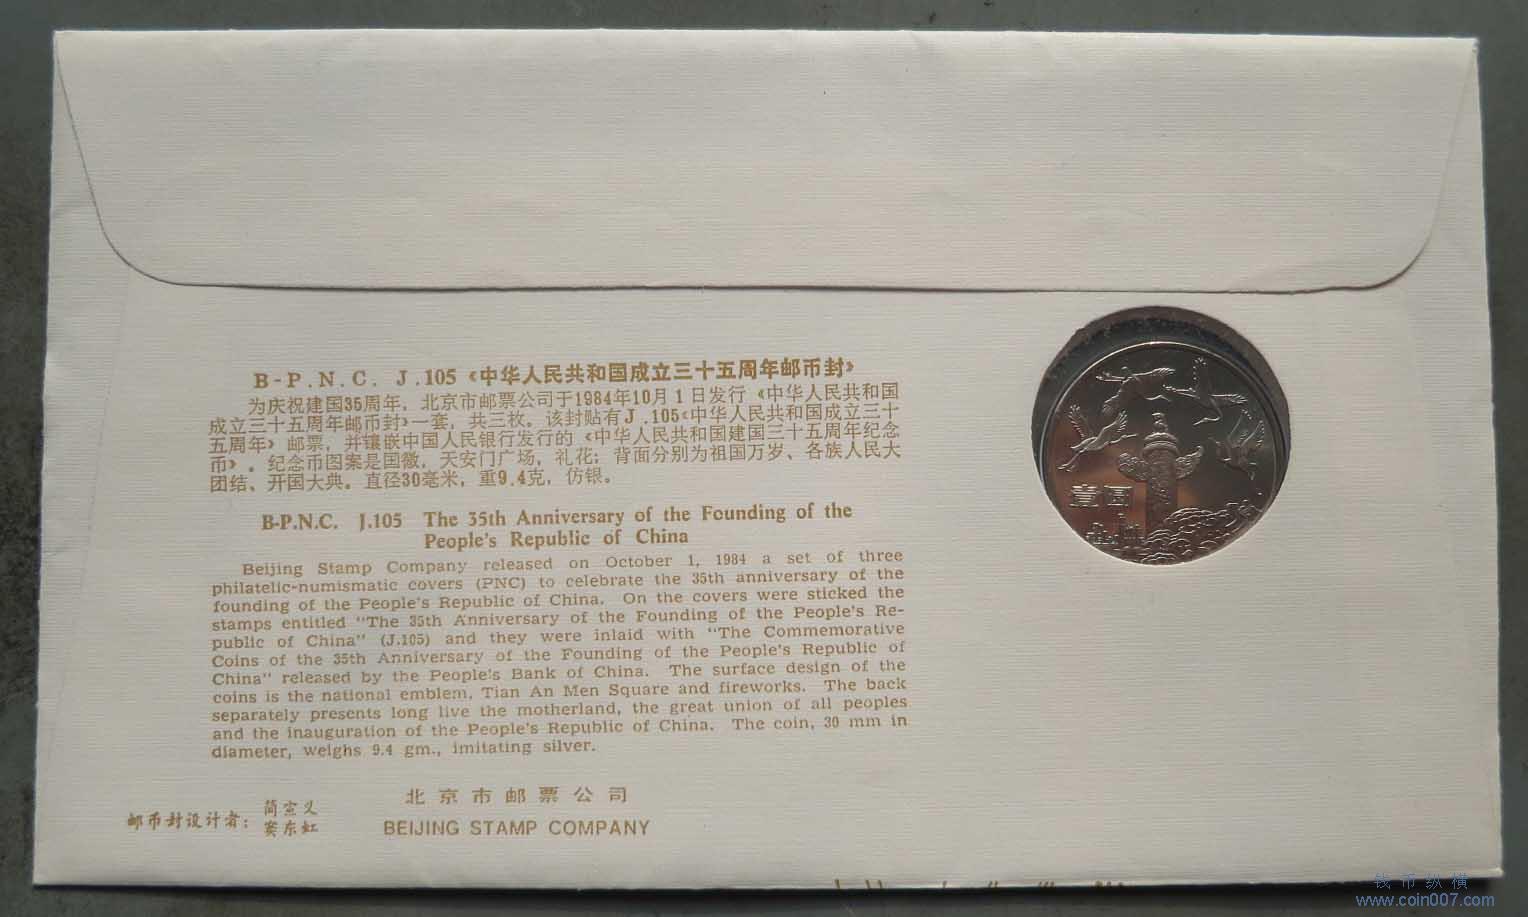 B-P.N.C. J.105《中华人民共和国成立三十五周年邮币封》
为庆祝建国35周年，北京市邮票公司于1984年10月1日发行《中华人民共和国
成立三十五周年邮币封》一套，共三枚。该封贴有J.105《中华人民共和国成立三十
五周年》邮票，并镶嵌中国人民银行发行的《中华人民共和国建国三十五周年纪念
币》。纪念币图案是国徽，天安门广场，礼花；背面分别为祖国万岁、各族人民大
团结、开国大典。直径30毫米，重9.4克，仿银。
B-P.N.C. J.105 The 35th Anniversary of the Founding of the
People's Republic of China
Beijing Stamp Company released on October 1, 1984 a set of three
philatelic-numismatic covers (PNC) to celebrate the 35th anniversary of the
founding of the People's Republic of China. On the covers were sticked the
stamps entitled "The 35th Anniversary of the Founding of the People's Re-
public of China" (J.105) and they were inlaid with "The Commemorative
Coins of the 35th Anniversary of the Founding of the People's Republic of
China" released by the People's Bank of China. The surface design of the
coins is the national emblem, Tian An Men Square and fireworks. The back
separately presents long live the motherland, the great union of all peoples
and the inauguration of the People's Republic of China. The coin, 30 mm in
diameter, weighs 9.4 gm., imitating silver.
壹圆
邮币封设计者：
简宏义
窦东虹
北京市邮票公司
BEIJING STAMP COMPANY
钱币纵横
www.coin007.com